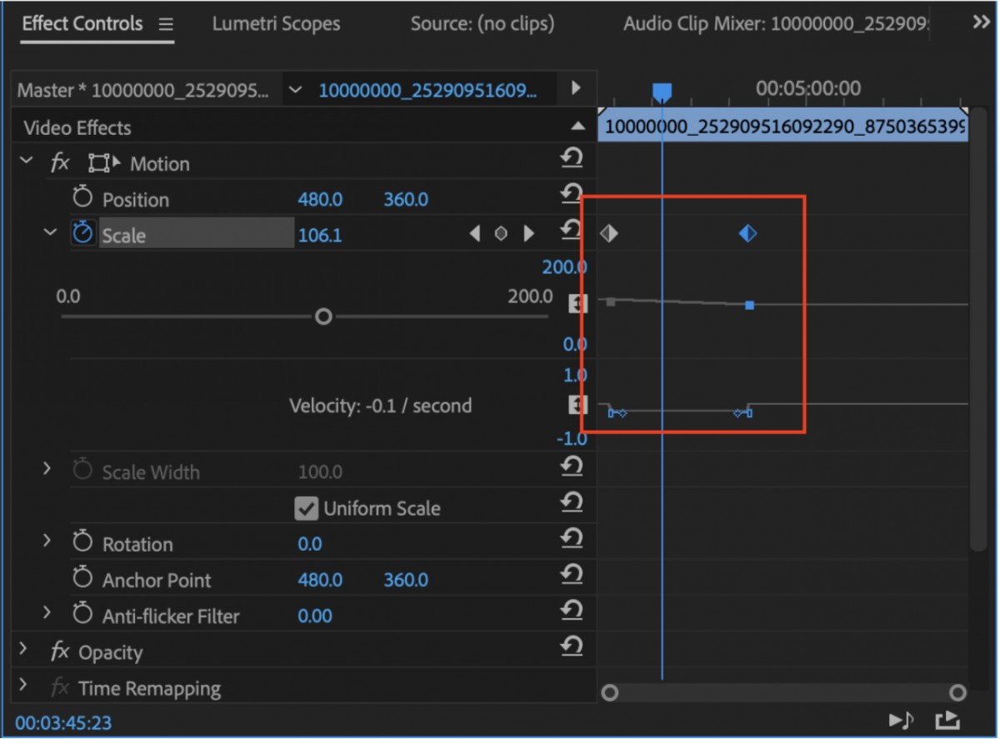 Effect Controls Lumetri Scopes Source: (no clips) Audio Clip Mixer: 10000000_252909
Master * 10000000_2529095... 10000000_25290951609... 00:05:00:00
Video Effects 10000000_252909516092290_8750365399
fx Motion
Position 480.0 360.0
Scale 106.1
200.0
0.0 200.0
0.0
1.0
Velocity: -0.1 / second
-1.0
Scale Width 100.0
Uniform Scale
Rotation 0.0
Anchor Point 480.0 360.0
Anti-flicker Filter 0.00
fx Opacity
fx Time Remapping
00:03:45:23